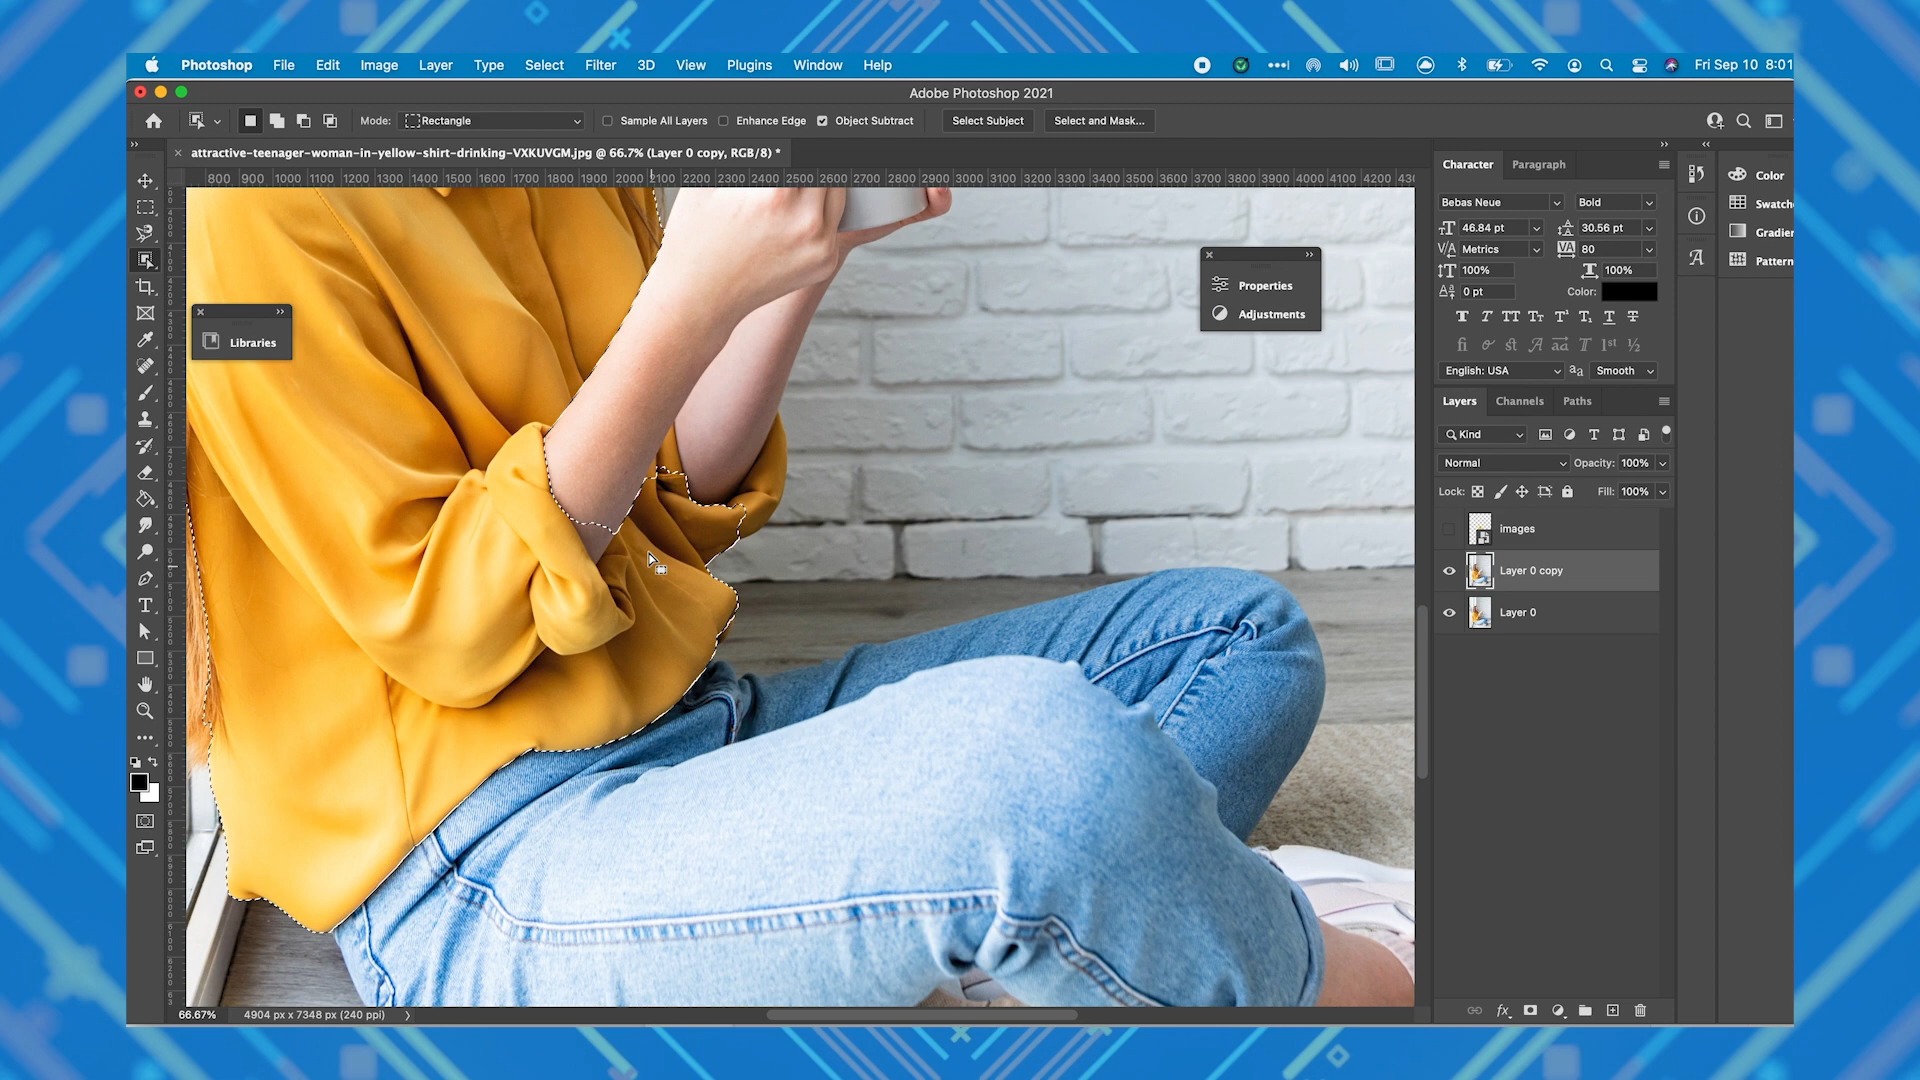 Photoshop File Edit Image Layer Type Select Filter 3D View Plugins Window Help Fri Sep 10 8:01
Adobe Photoshop 2021
Mode: Rectangle Sample All Layers Enhance Edge Object Subtract Select Subject Select and Mask...
attractive-teenager-woman-in-yellow-shirt-drinking-VXKUVGM.jpg @ 66.7% (Layer 0 copy, RGB/8) *
800 900 1000 1100 1200 1300 1400 1500 1600 1700 1800 1900 2000 2100 2200 2300 2400 2500 2600 2700 2800 2900 3000 3100 3200 3300 3400 3500 3600 3700 3800 3900 4000 4100 4200
Libraries
Properties
Adjustments
Character Paragraph
Bebas Neue Bold
46.84 pt 30.56 pt
Metrics 80
100% 100%
0 pt Color:
English: USA Smooth
Layers Channels Paths
Kind
Normal Opacity: 100%
Lock: Fill: 100%
images
Layer 0 copy
Layer 0
Color
Swatch
Gradier
Pattern
66.67% 4904 px x 7348 px (240 ppi)